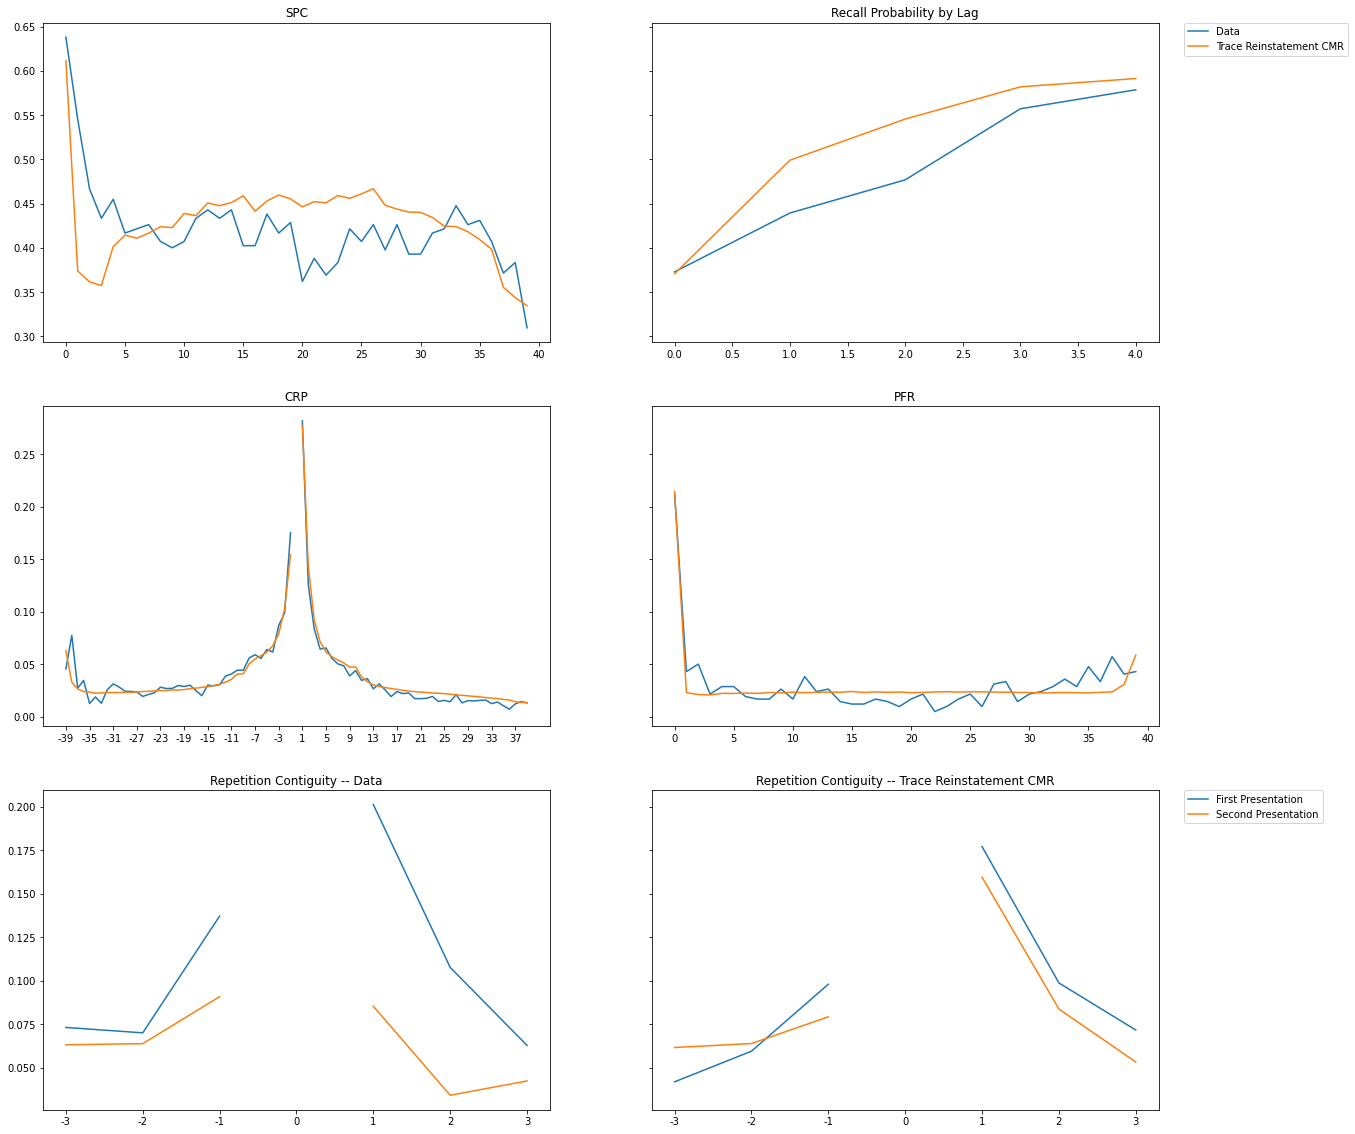 SPC
0.65
0.60
0.55
0.50
0.45
0.40
0.35
0.30
0 5 10 15 20 25 30 35 40
Recall Probability by Lag
0.0 0.5 1.0 1.5 2.0 2.5 3.0 3.5 4.0
Data
Trace Reinstatement CMR
CRP
0.25
0.20
0.15
0.10
0.05
0.00
-39 -35 -31 -27 -23 -19 -15 -11 -7 -3 1 5 9 13 17 21 25 29 33 37
PFR
0 5 10 15 20 25 30 35 40
Repetition Contiguity -- Data
0.200
0.175
0.150
0.125
0.100
0.075
0.050
-3 -2 -1 0 1 2 3
Repetition Contiguity -- Trace Reinstatement CMR
-3 -2 -1 0 1 2 3
First Presentation
Second Presentation